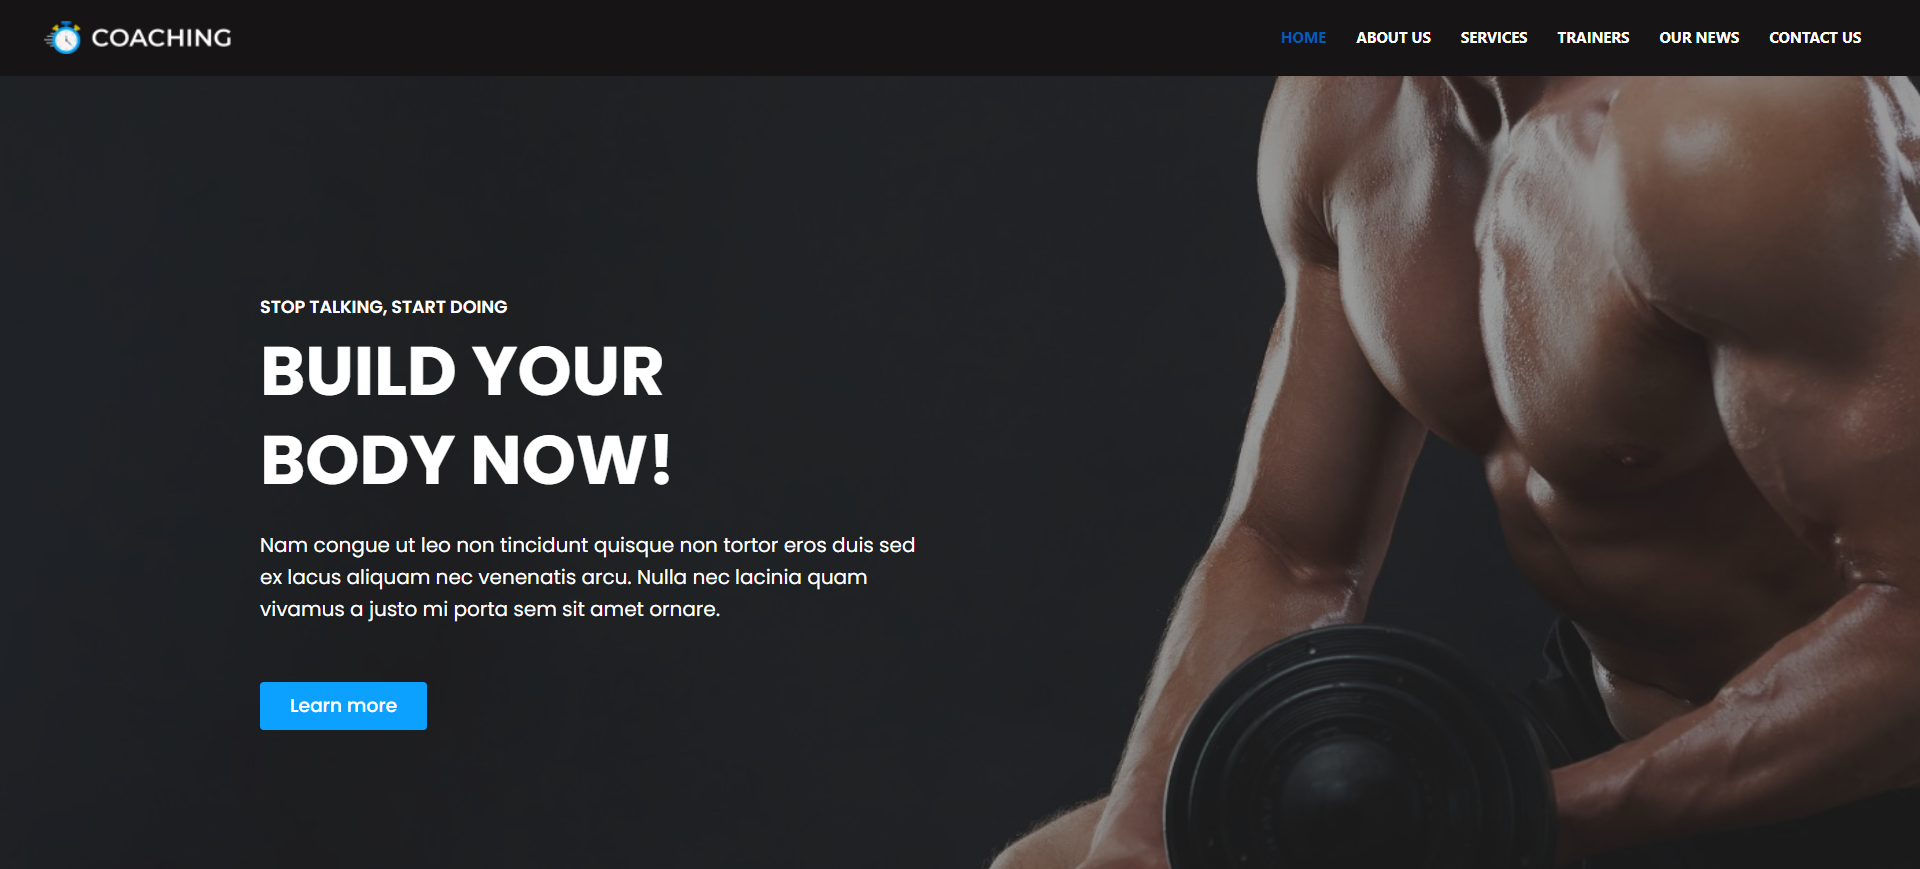 COACHING
HOME ABOUT US SERVICES TRAINERS OUR NEWS CONTACT US
STOP TALKING, START DOING
BUILD YOUR
BODY NOW!
Nam congue ut leo non tincidunt quisque non tortor eros duis sed
ex lacus aliquam nec venenatis arcu. Nulla nec lacinia quam
vivamus a justo mi porta sem sit amet ornare.
Learn more